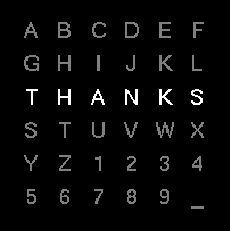 A B C D E F
G H I J K L
T H A N K S
S T U V W X
Y Z 1 2 3 4
5 6 7 8 9 _